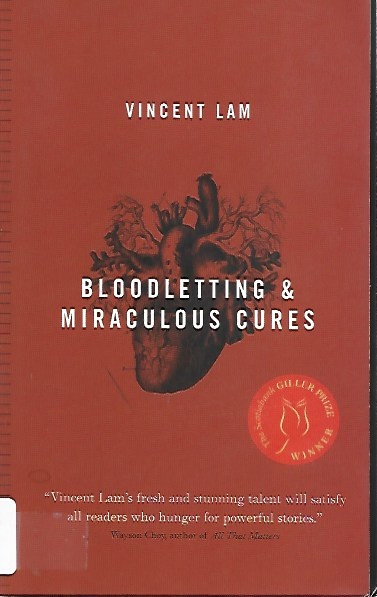 VINCENT LAM
BLOODLETTING &
MIRACULOUS CURES
The Scotiabank GILLER PRIZE
WINNER
“Vincent Lam’s fresh and stunning talent will satisfy
all readers who hunger for powerful stories.”
Wayson Choy, author of All That Matters